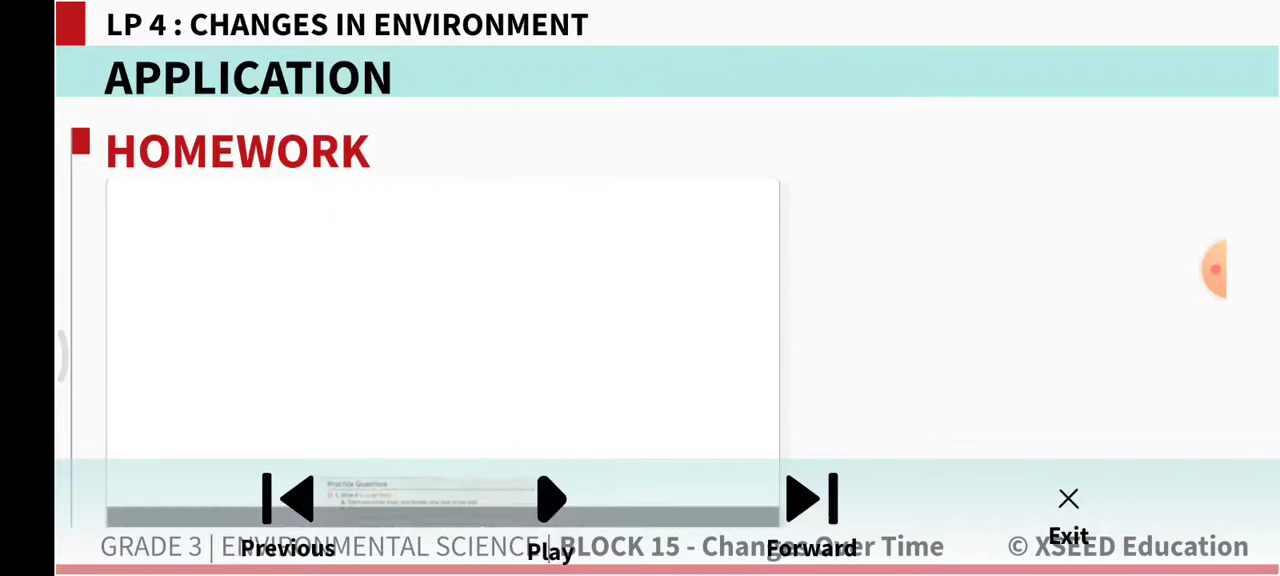 LP 4 : CHANGES IN ENVIRONMENT
APPLICATION
HOMEWORK
Practice Questions
Previous
Play
Forward
Exit
GRADE 3 | ENVIRONMENTAL SCIENCE | BLOCK 15 - Changes Over Time © XSEED Education